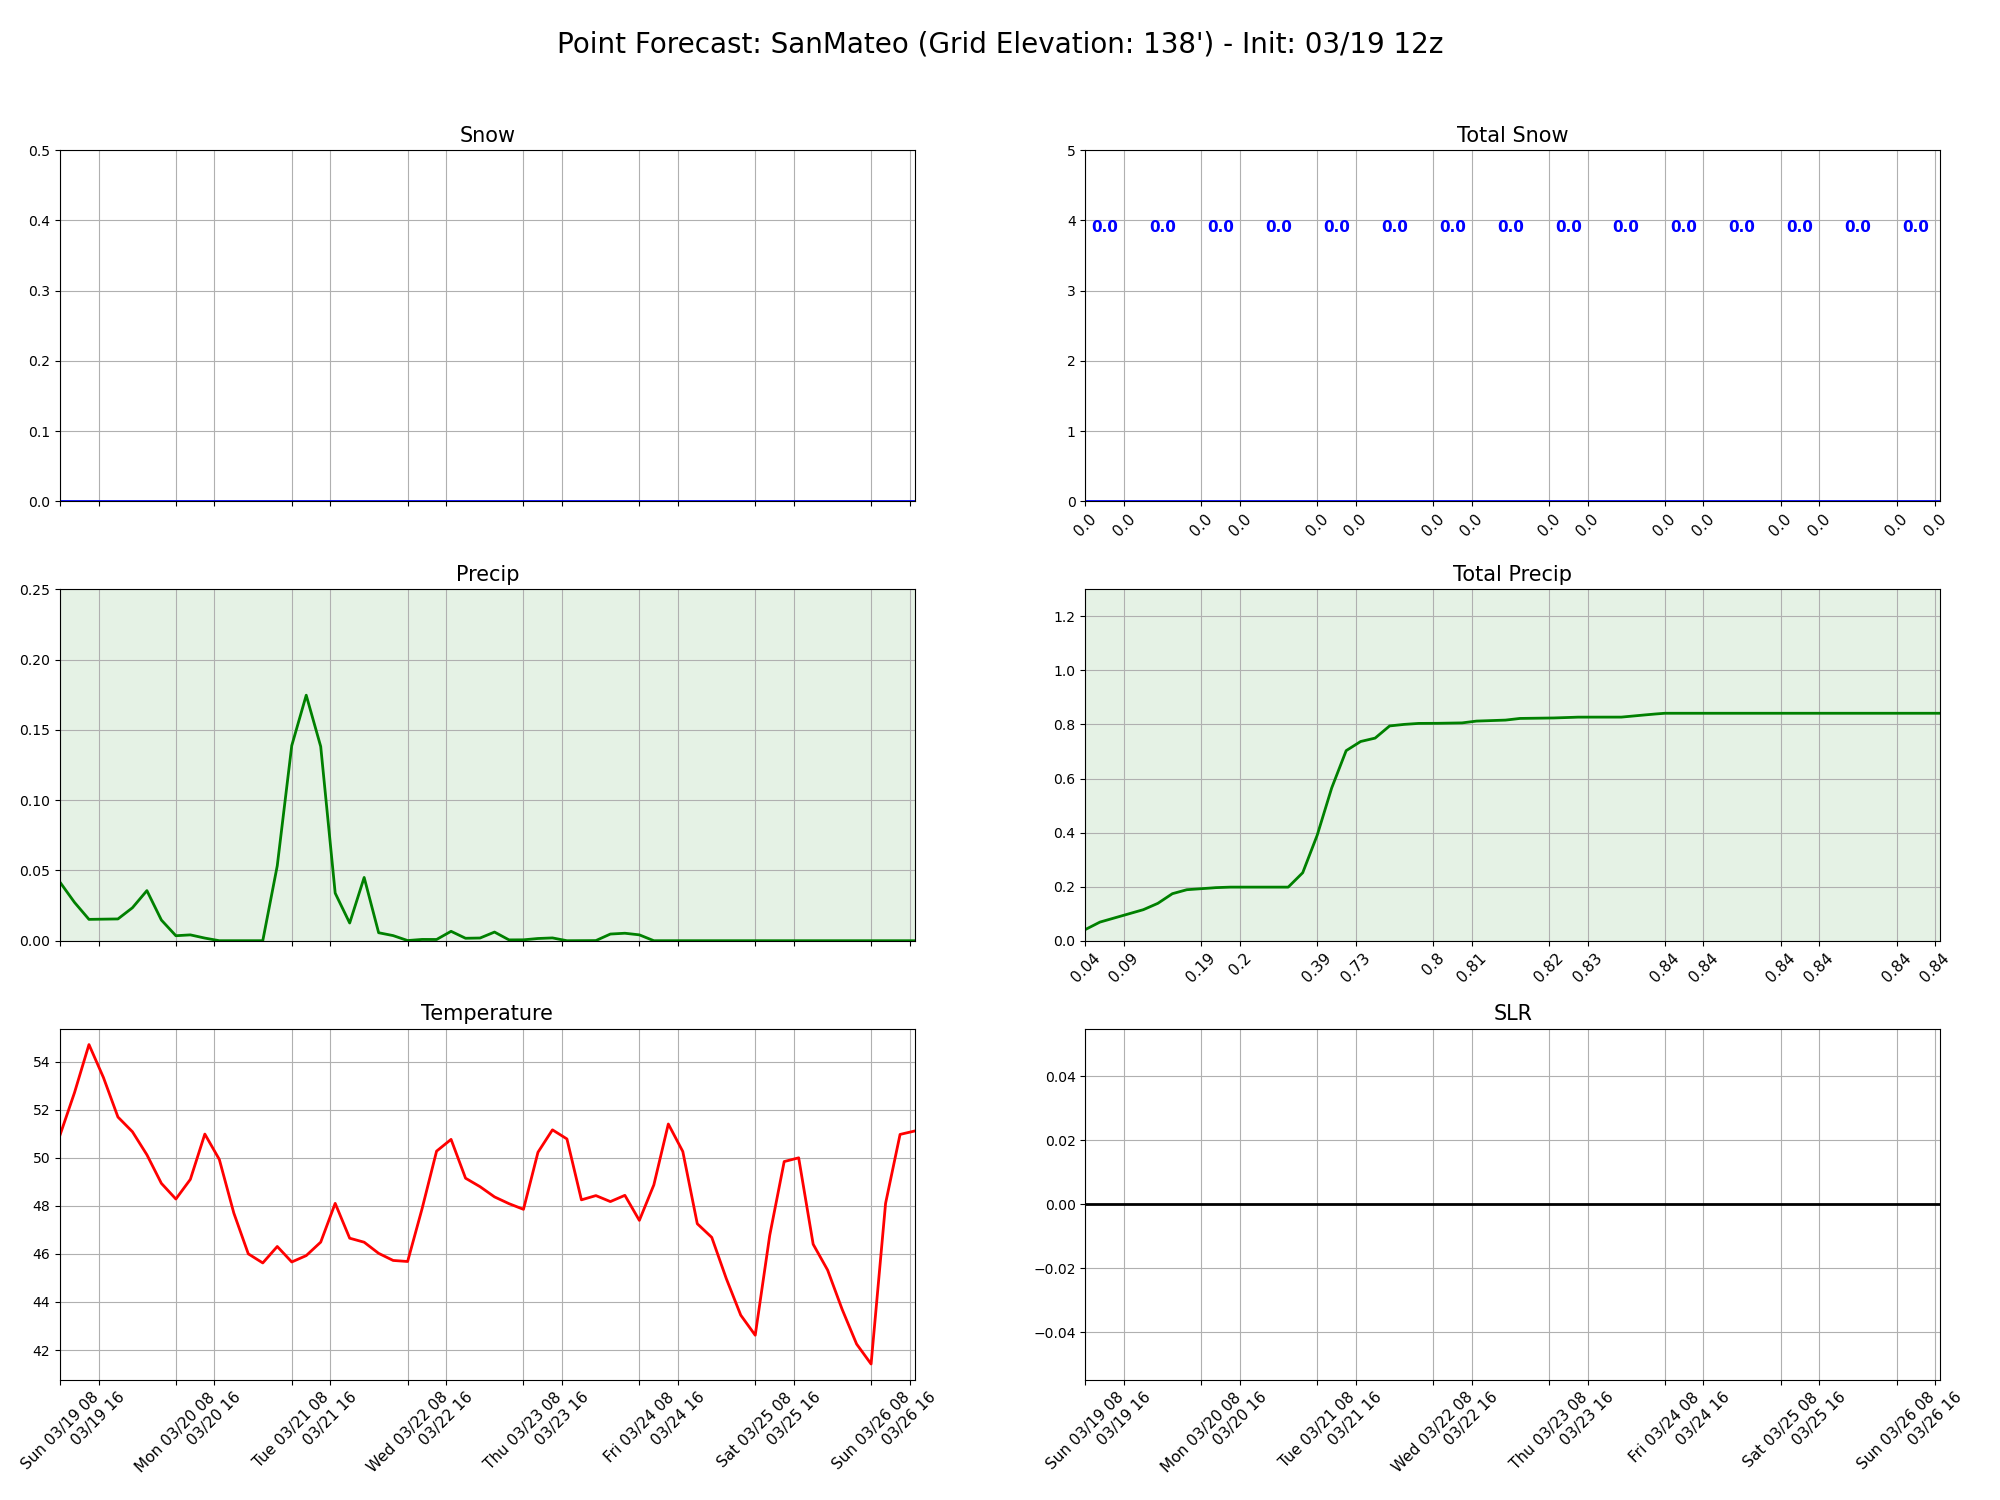 Point Forecast: SanMateo (Grid Elevation: 138') - Init: 03/19 12z
Snow
0.5
0.4
0.3
0.2
0.1
0.0
Total Snow
5
4
3
2
1
0
0.0 0.0 0.0 0.0 0.0 0.0 0.0 0.0 0.0 0.0 0.0 0.0 0.0 0.0 0.0
0.0 0.0 0.0 0.0 0.0 0.0 0.0 0.0 0.0 0.0 0.0 0.0 0.0 0.0 0.0 0.0
Precip
0.25
0.20
0.15
0.10
0.05
0.00
Total Precip
1.2
1.0
0.8
0.6
0.4
0.2
0.0
0.04 0.09 0.19 0.2 0.39 0.73 0.8 0.81 0.82 0.83 0.84 0.84 0.84 0.84 0.84 0.84
Temperature
54
52
50
48
46
44
42
Sun 03/19 08
03/19 16
Mon 03/20 08
03/20 16
Tue 03/21 08
03/21 16
Wed 03/22 08
03/22 16
Thu 03/23 08
03/23 16
Fri 03/24 08
03/24 16
Sat 03/25 08
03/25 16
Sun 03/26 08
03/26 16
SLR
0.04
0.02
0.00
−0.02
−0.04
Sun 03/19 08
03/19 16
Mon 03/20 08
03/20 16
Tue 03/21 08
03/21 16
Wed 03/22 08
03/22 16
Thu 03/23 08
03/23 16
Fri 03/24 08
03/24 16
Sat 03/25 08
03/25 16
Sun 03/26 08
03/26 16